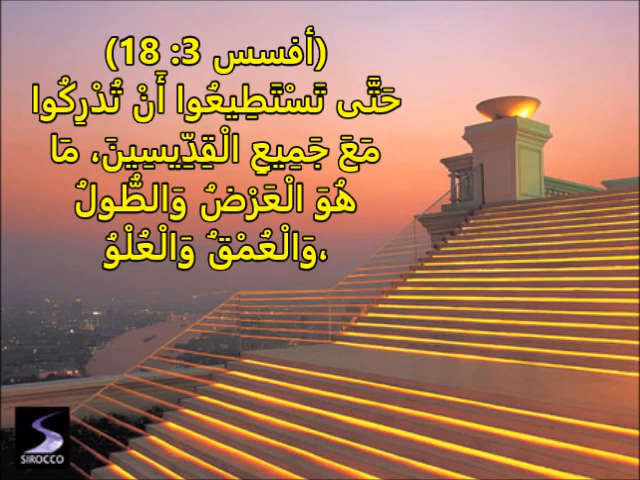 (أفسس 3: 18)
حَتَّى تَسْتَطِيعُوا أَنْ تُدْرِكُوا
مَعَ جَمِيعِ الْقِدِّيسِينَ، مَا
هُوَ الْعَرْضُ وَالطُّولُ
وَالْعُمْقُ وَالْعُلْوُ،
SIROCCO